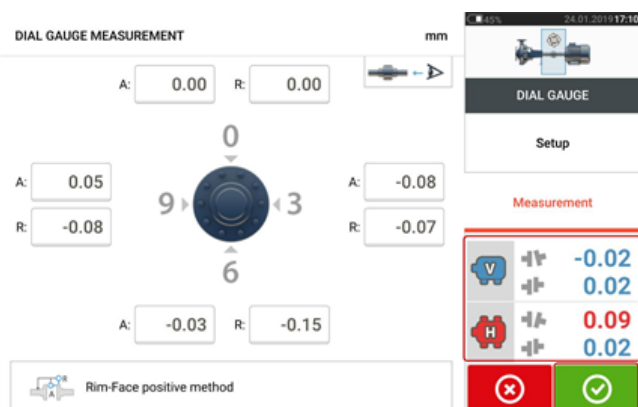 DIAL GAUGE MEASUREMENT mm
45% 24.01.2019 17:10
A: 0.00 R: 0.00
DIAL GAUGE
0
Setup
A: 0.05
R: -0.08
9 3
A: -0.08
R: -0.07
Measurement
6
A: -0.03 R: -0.15
V -0.02
0.02
H 0.09
0.02
R
A
Rim-Face positive method